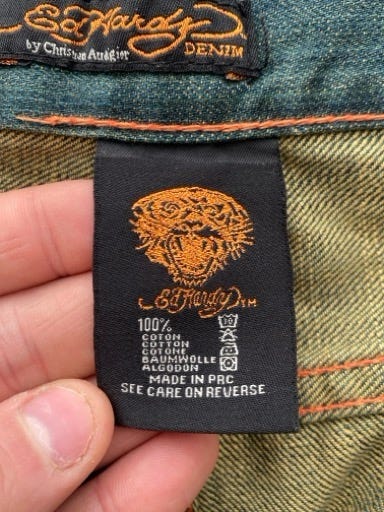 Ed Hardy
by Christian Audigier DENIM
Ed Hardy TM
100%
COTON
COTTON
COTONE
BAUMWOLLE
ALGODON
MADE IN PRC
SEE CARE ON REVERSE